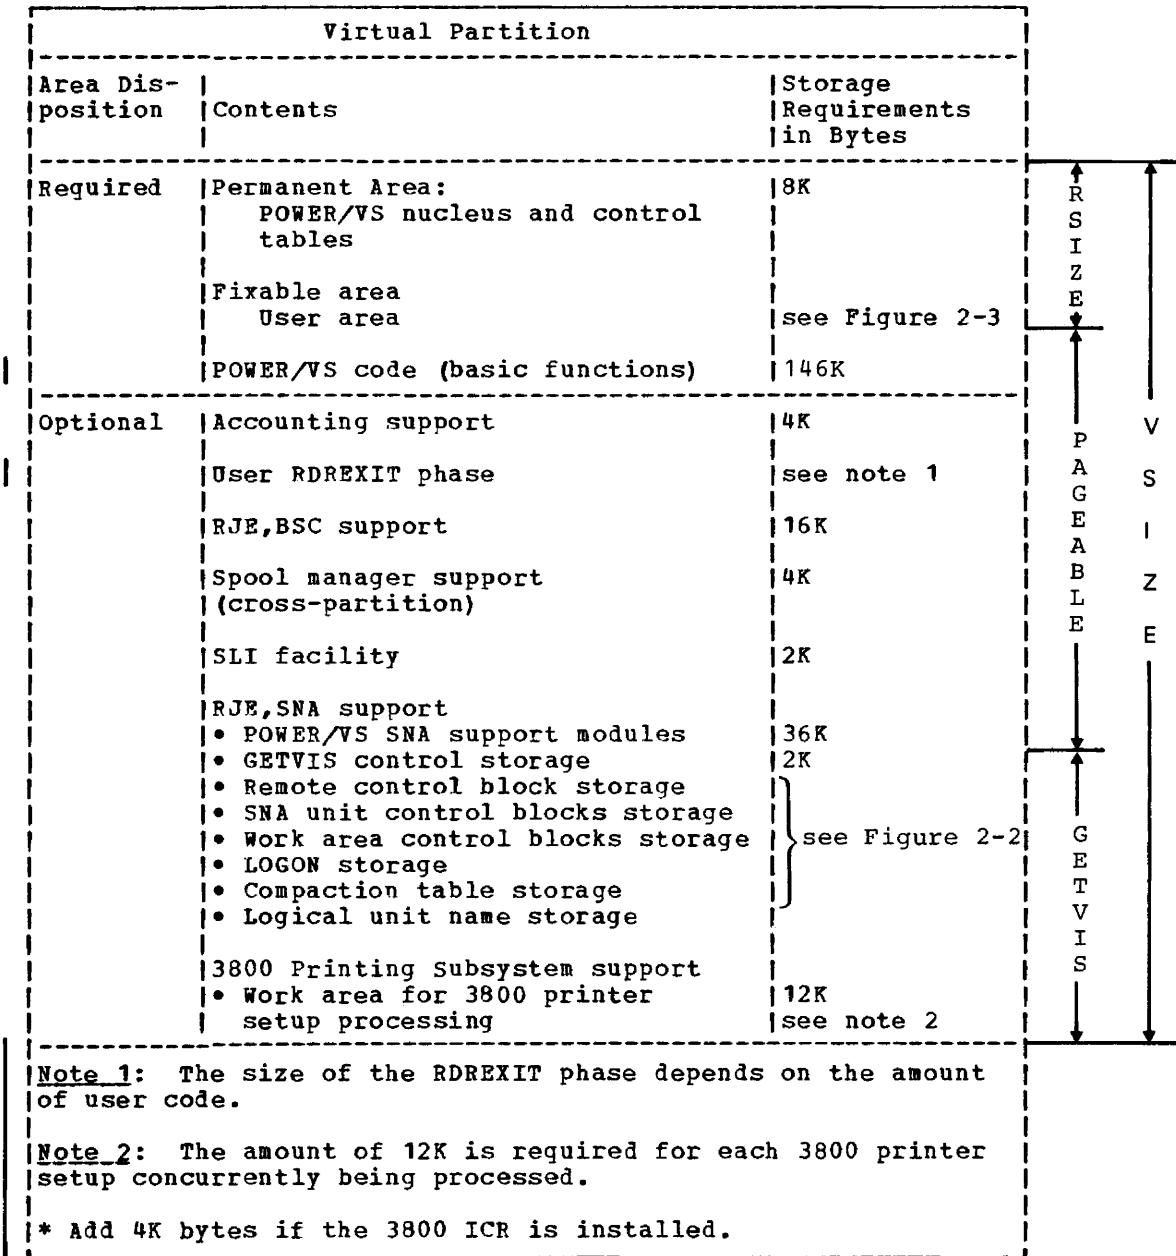 Virtual Partition
Area Dis-
position
Contents
Storage
Requirements
in Bytes
Required
Permanent Area:
8K
POWER/VS nucleus and control
tables
Fixable area
User area
see Figure 2-3
POWER/VS code (basic functions)
146K
Optional
Accounting support
4K
User RDREXIT phase
see note 1
RJE,BSC support
16K
Spool manager support
4K
(cross-partition)
SLI facility
2K
RJE,SNA support
• POWER/VS SNA support modules
36K
• GETVIS control storage
2K
• Remote control block storage
• SNA unit control blocks storage
• Work area control blocks storage
see Figure 2-2
• LOGON storage
• Compaction table storage
• Logical unit name storage
3800 Printing Subsystem support
• Work area for 3800 printer
12K
setup processing
see note 2
RSIZE
PAGEABLE
GETVIS
VSIZE
Note 1: The size of the RDREXIT phase depends on the amount
of user code.
Note 2: The amount of 12K is required for each 3800 printer
setup concurrently being processed.
* Add 4K bytes if the 3800 ICR is installed.